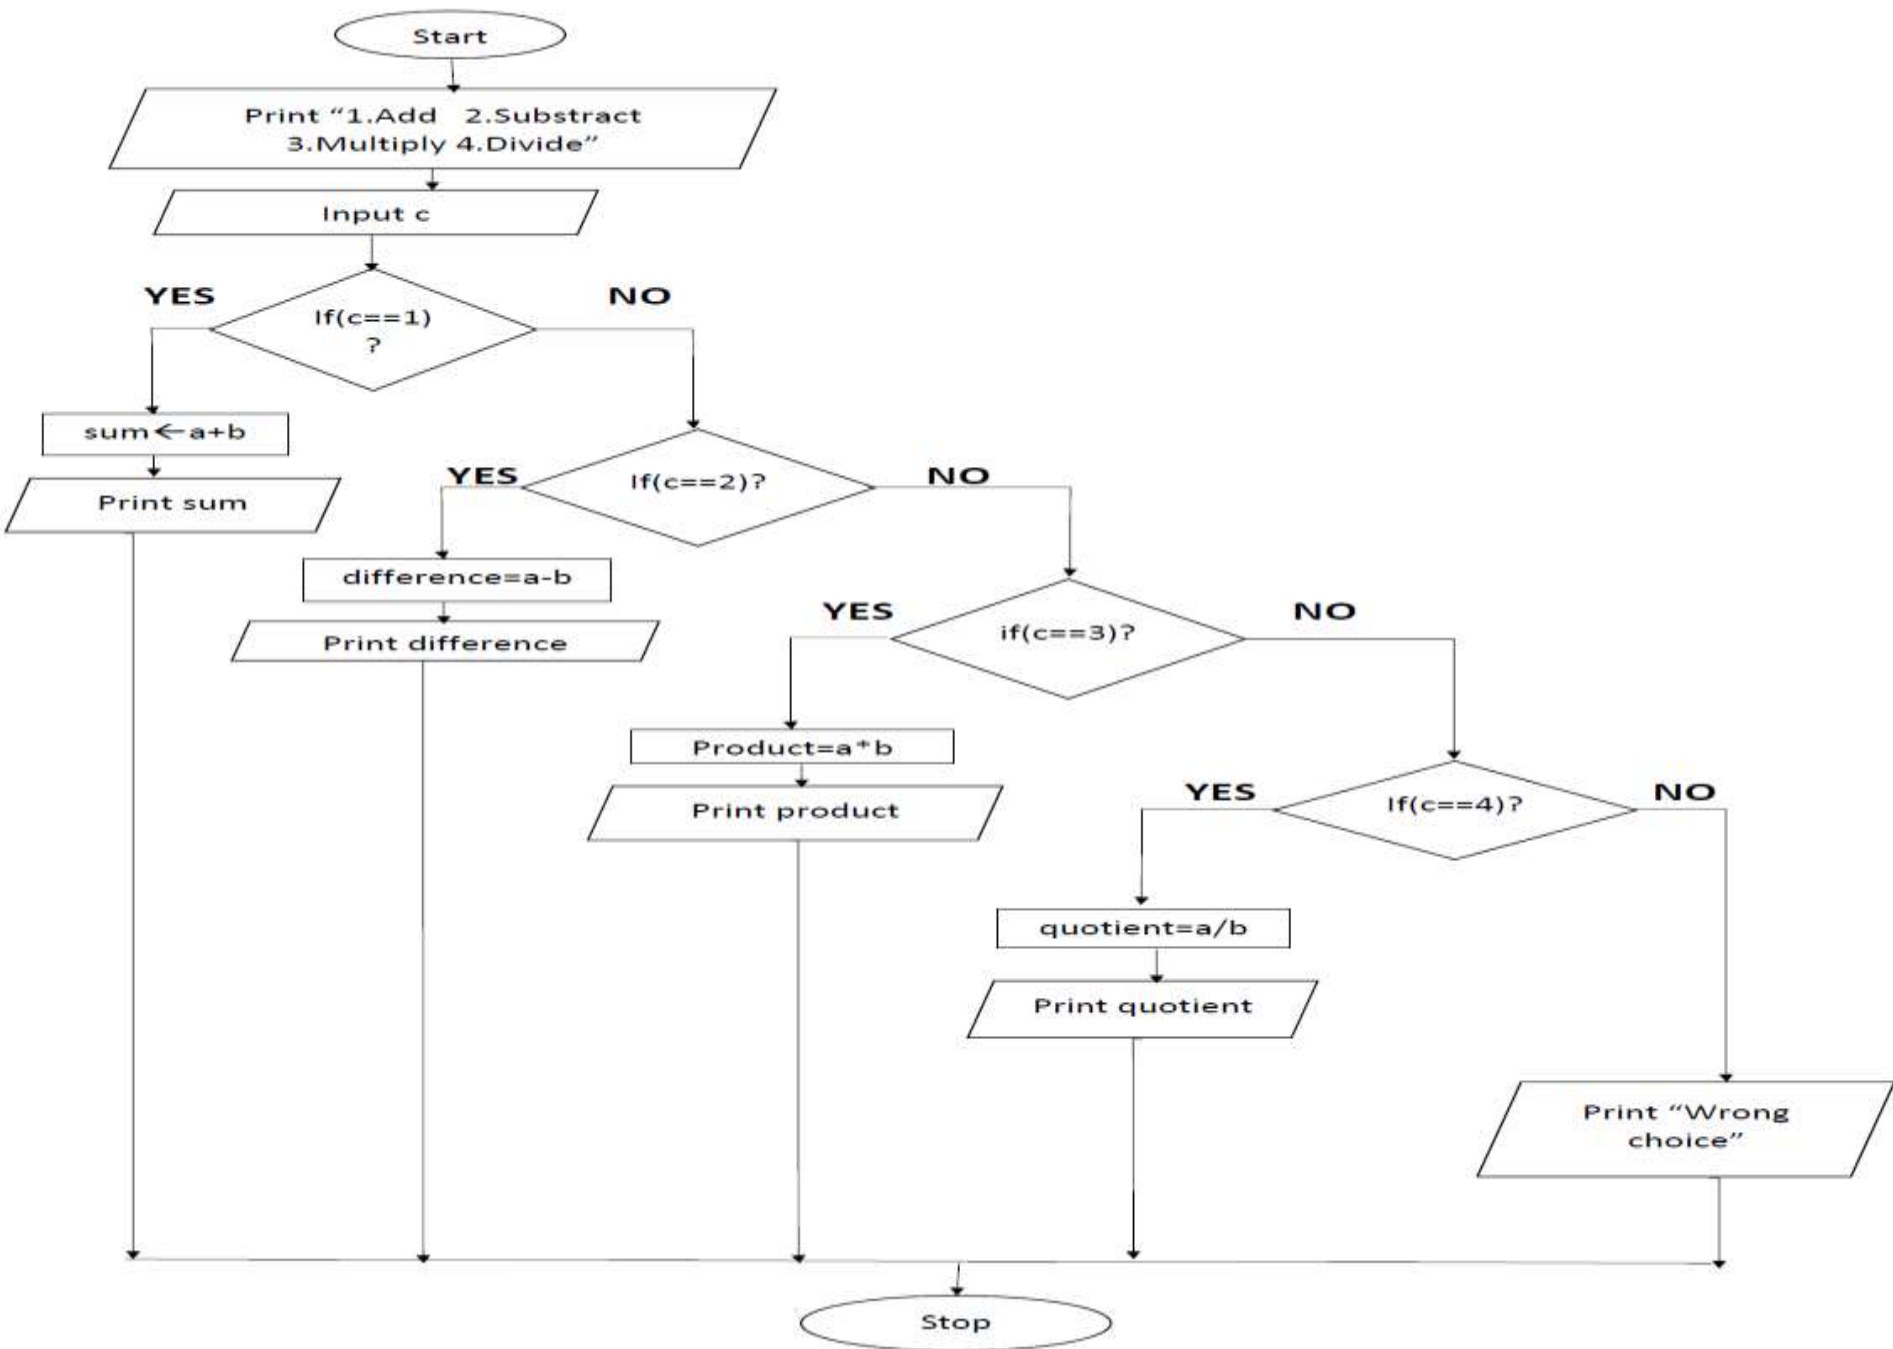 Start
Print “1.Add 2.Substract
3.Multiply 4.Divide”
Input c
YES
NO
If(c==1)
?
sum←a+b
Print sum
YES
NO
If(c==2)?
difference=a-b
Print difference
YES
NO
if(c==3)?
Product=a*b
Print product
YES
NO
If(c==4)?
quotient=a/b
Print quotient
Print “Wrong
choice”
Stop